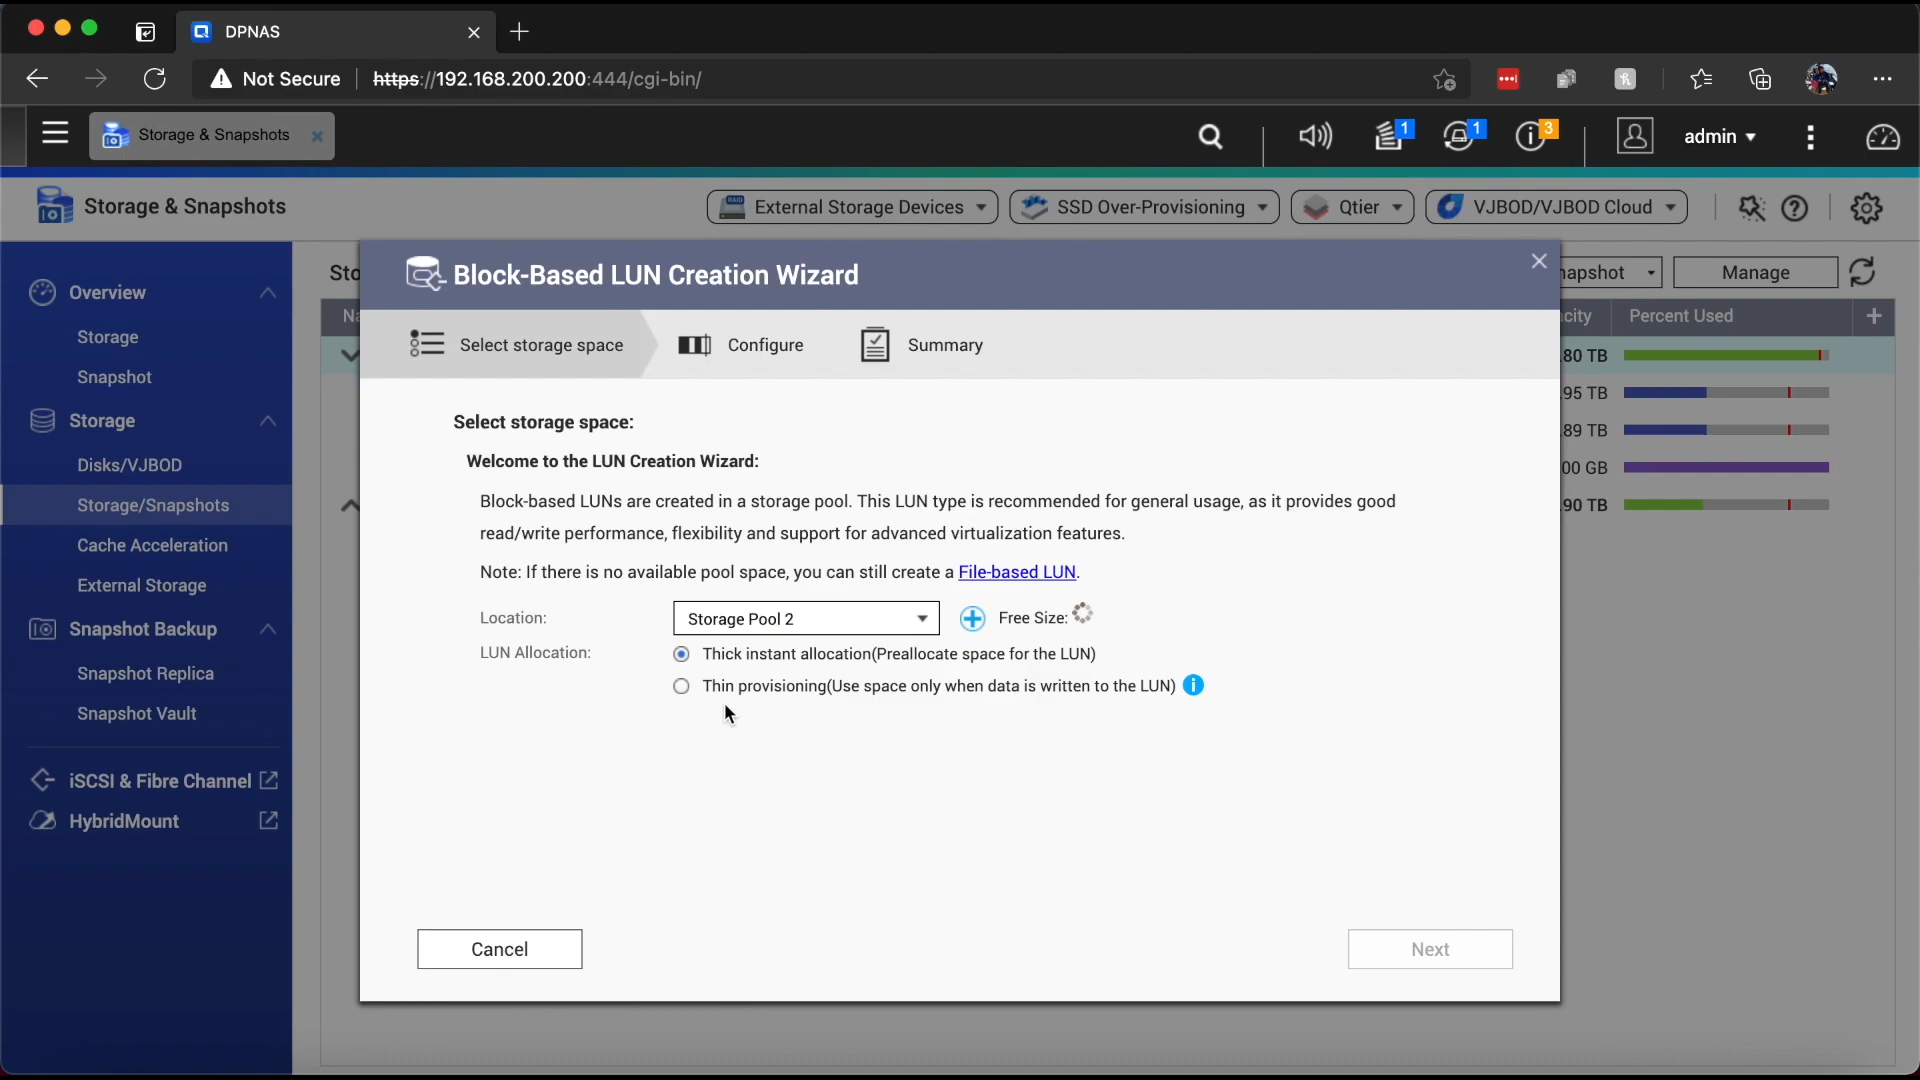 DPNAS
Not Secure https://192.168.200.200:444/cgi-bin/
Storage & Snapshots
1
1
3
admin
Storage & Snapshots
RAID
External Storage Devices
SSD Over-Provisioning
Qtier
VJBOD/VJBOD Cloud
Overview
Storage
Snapshot
Storage
Disks/VJBOD
Storage/Snapshots
Cache Acceleration
External Storage
Snapshot Backup
Snapshot Replica
Snapshot Vault
iSCSI & Fibre Channel
HybridMount
Sto
Na
napshot
Manage
city
Percent Used
.80 TB
.95 TB
.89 TB
00 GB
.90 TB
Block-Based LUN Creation Wizard
Select storage space
Configure
Summary
Select storage space:
Welcome to the LUN Creation Wizard:
Block-based LUNs are created in a storage pool. This LUN type is recommended for general usage, as it provides good
read/write performance, flexibility and support for advanced virtualization features.
Note: If there is no available pool space, you can still create a File-based LUN.
Location:
Storage Pool 2
Free Size:
LUN Allocation:
Thick instant allocation(Preallocate space for the LUN)
Thin provisioning(Use space only when data is written to the LUN)
Cancel
Next